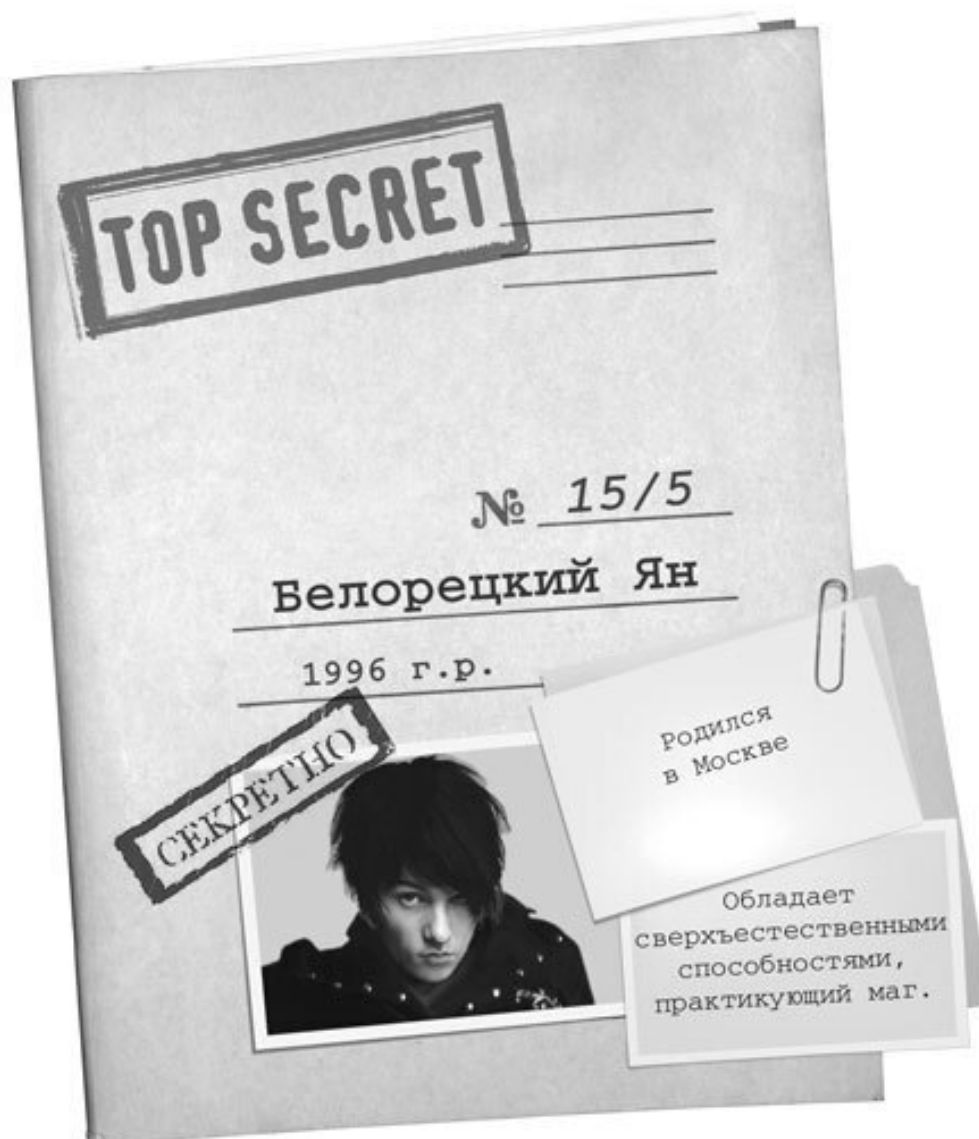 TOP SECRET
№ 15/5
Белорецкий Ян
1996 г.р.
СЕКРЕТНО
Родился
в Москве
Обладает
сверхъестественными
способностями,
практикующий маг.